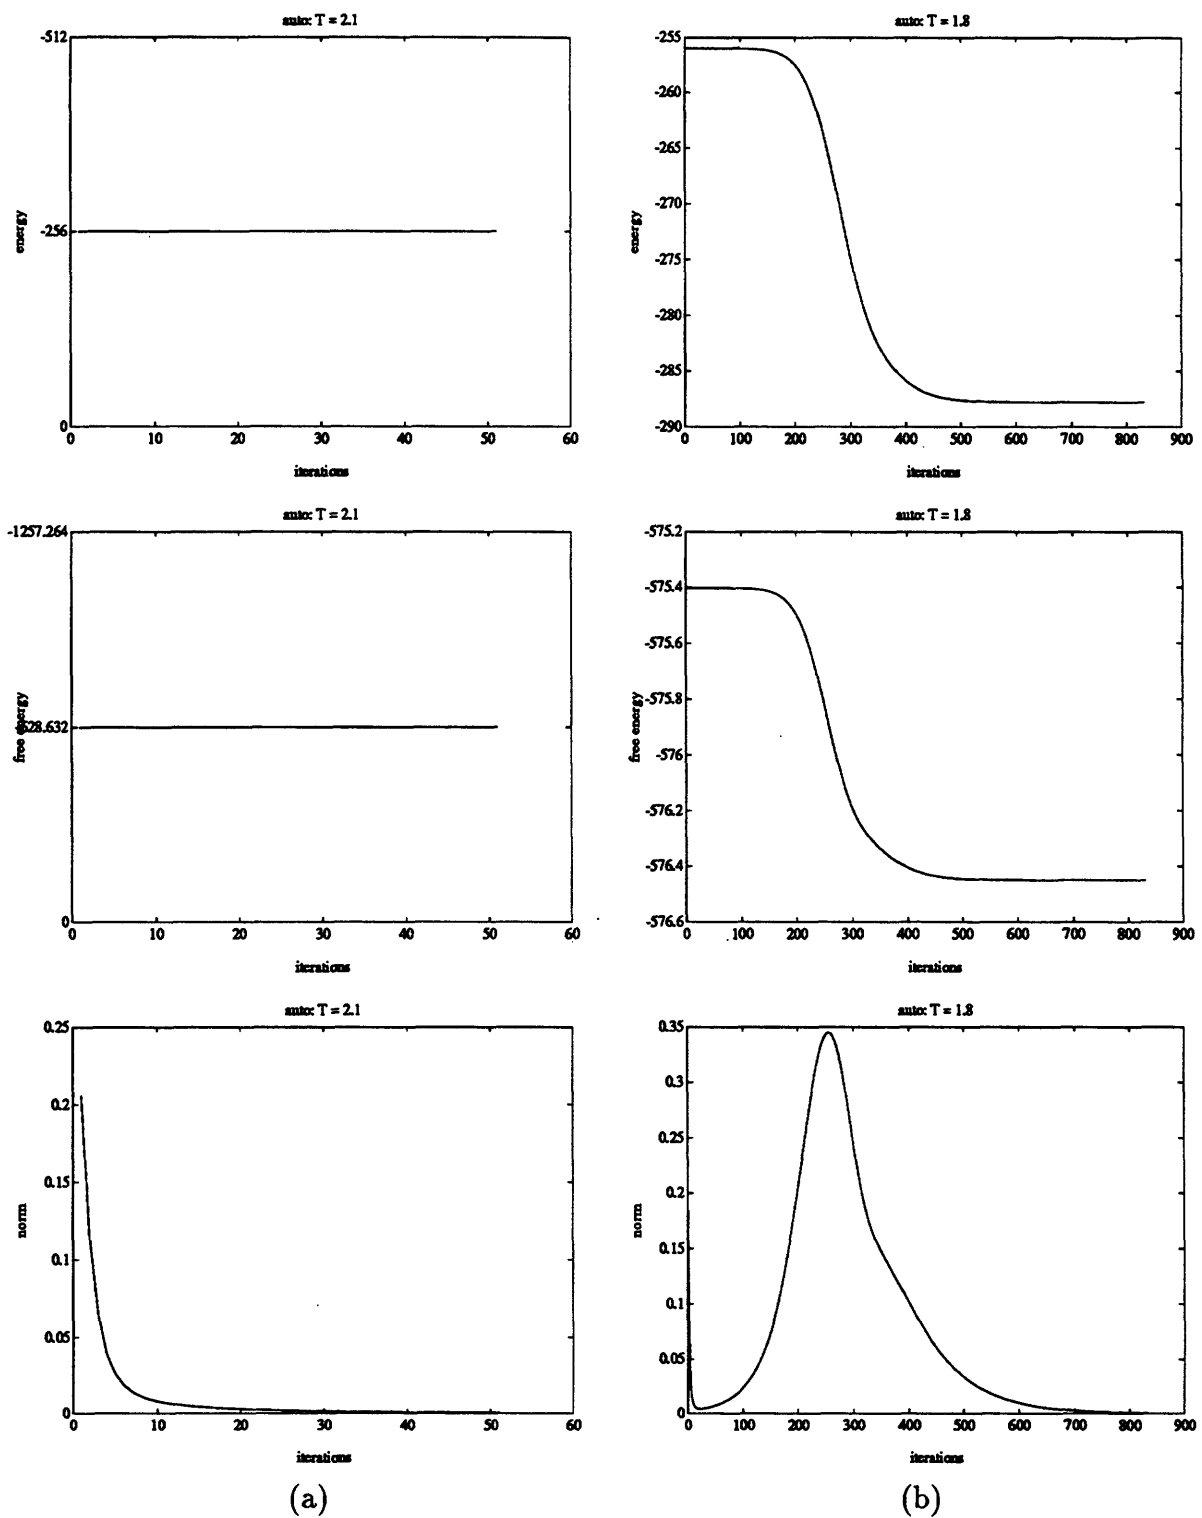 auto: T = 2.1
-512
-256
0
energy
0 10 20 30 40 50 60
iterations
auto: T = 1.8
-255
-260
-265
-270
-275
-280
-285
-290
energy
0 100 200 300 400 500 600 700 800 900
iterations
auto: T = 2.1
-1257.264
28.632
0
free energy
0 10 20 30 40 50 60
iterations
auto: T = 1.8
-575.2
-575.4
-575.6
-575.8
-576
-576.2
-576.4
-576.6
free energy
0 100 200 300 400 500 600 700 800 900
iterations
auto: T = 2.1
0.25
0.2
0.15
0.1
0.05
0
norm
0 10 20 30 40 50 60
iterations
auto: T = 1.8
0.35
0.3
0.25
0.2
0.15
0.1
0.05
0
norm
0 100 200 300 400 500 600 700 800 900
iterations
(a)
(b)